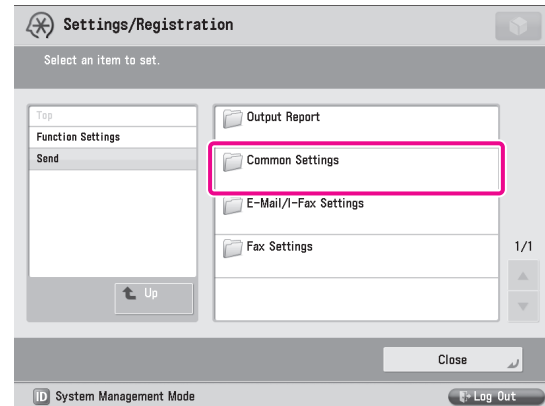 Settings/Registration
Select an item to set.
Top
Function Settings
Send
Up
Output Report
Common Settings
E-Mail/I-Fax Settings
Fax Settings
1/1
Close
ID System Management Mode
Log Out